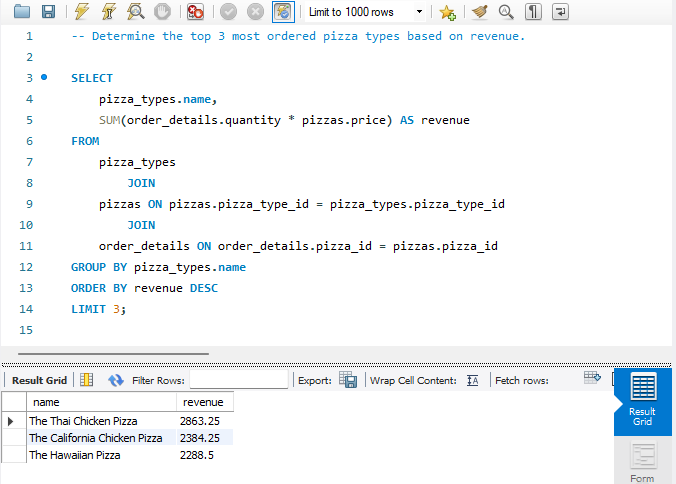 Limit to 1000 rows
1 -- Determine the top 3 most ordered pizza types based on revenue.
2
3 SELECT
4 pizza_types.name,
5 SUM(order_details.quantity * pizzas.price) AS revenue
6 FROM
7 pizza_types
8 JOIN
9 pizzas ON pizzas.pizza_type_id = pizza_types.pizza_type_id
10 JOIN
11 order_details ON order_details.pizza_id = pizzas.pizza_id
12 GROUP BY pizza_types.name
13 ORDER BY revenue DESC
14 LIMIT 3;
15
Result Grid Filter Rows: Export: Wrap Cell Content: IA Fetch rows:
name revenue
The Thai Chicken Pizza 2863.25
The California Chicken Pizza 2384.25
The Hawaiian Pizza 2288.5
Result
Grid
Form